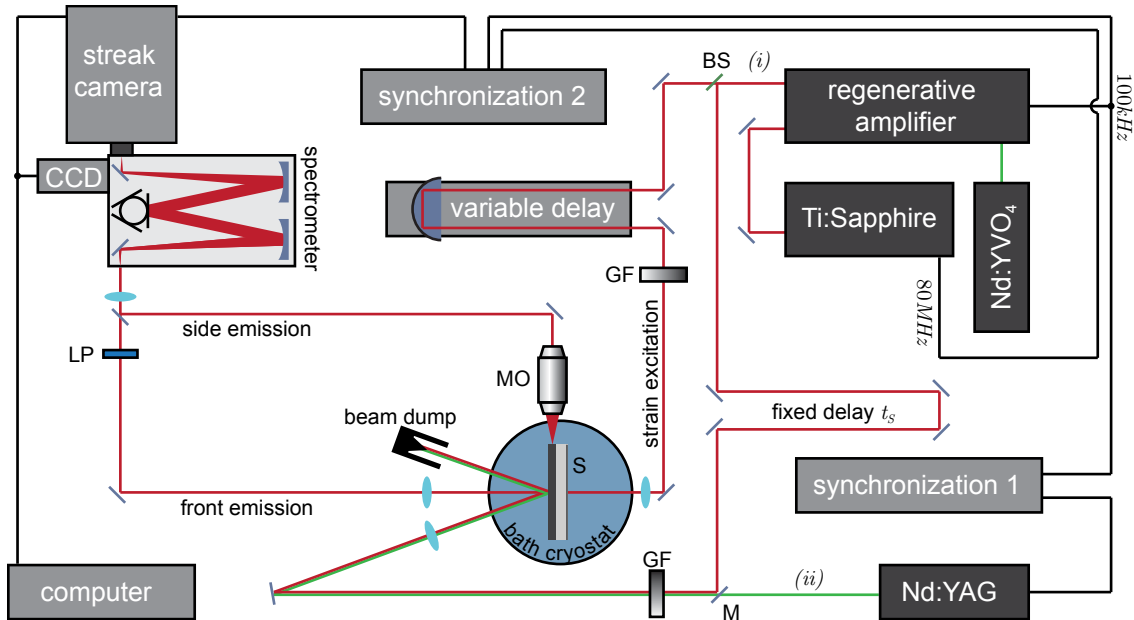 streak
camera
CCD
spectrometer
synchronization 2
BS
(i)
regenerative
amplifier
100kHz
variable delay
Ti:Sapphire
Nd:YVO4
80MHz
GF
side emission
LP
MO
strain excitation
beam dump
fixed delay tS
S
synchronization 1
front emission
bath cryostat
GF
(ii)
M
computer
Nd:YAG